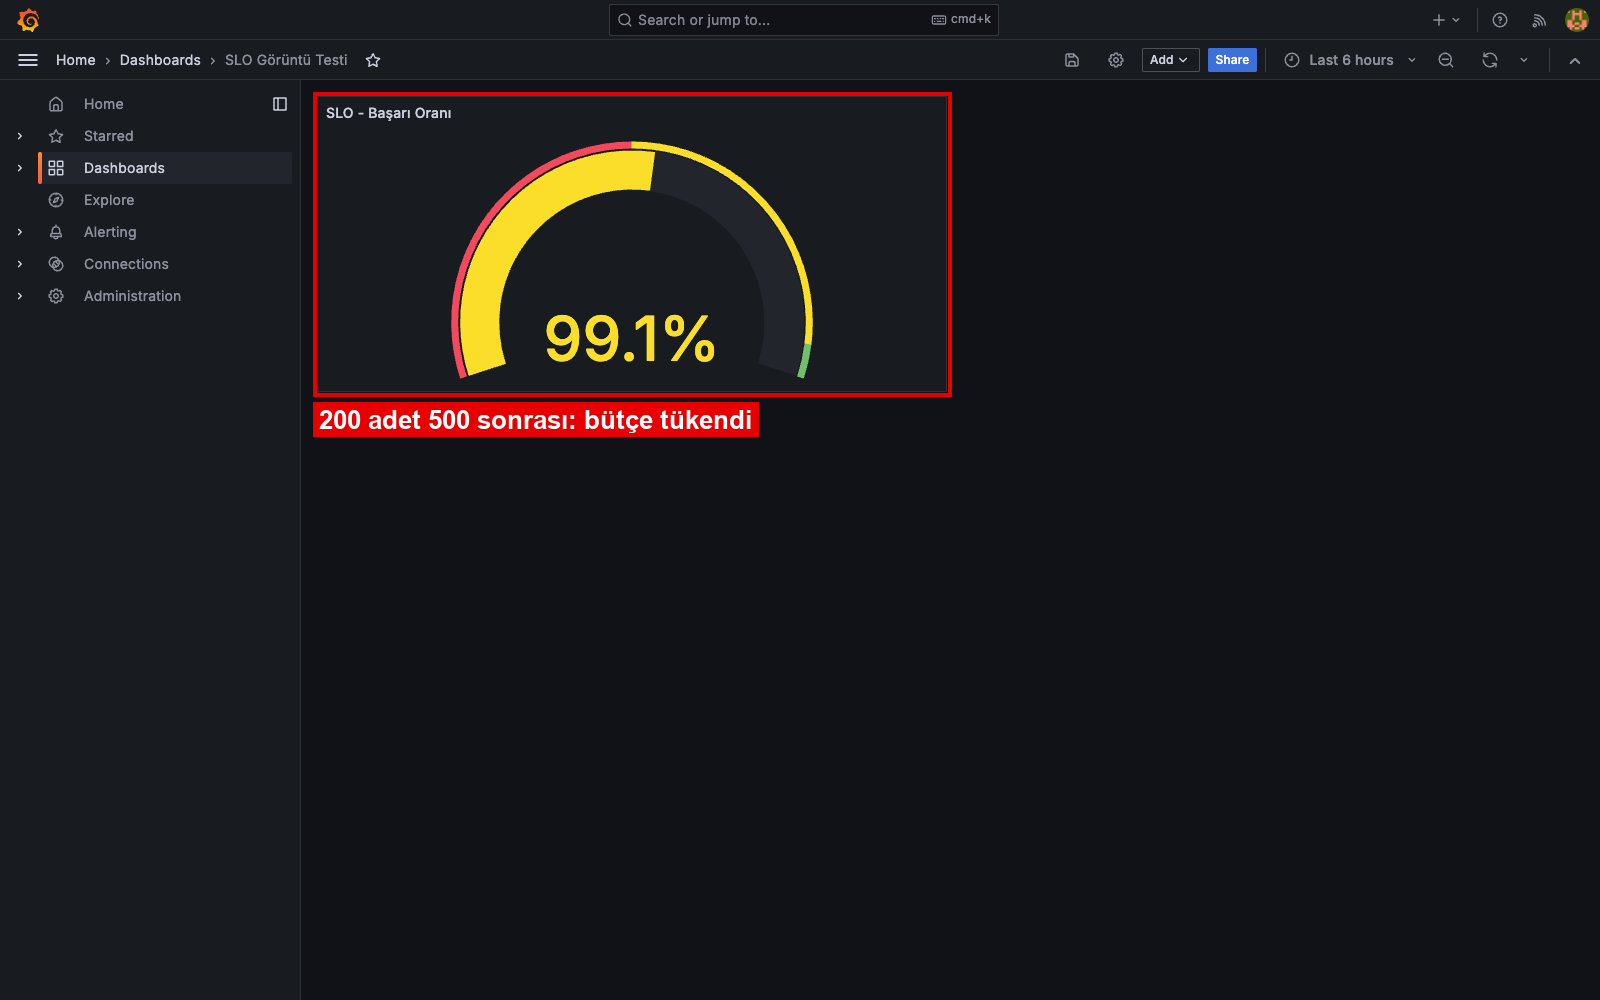 Search or jump to...
cmd+k
Home
Dashboards
SLO Görüntü Testi
Add
Share
Last 6 hours
Home
Starred
Dashboards
Explore
Alerting
Connections
Administration
SLO - Başarı Oranı
99.1%
200 adet 500 sonrası: bütçe tükendi